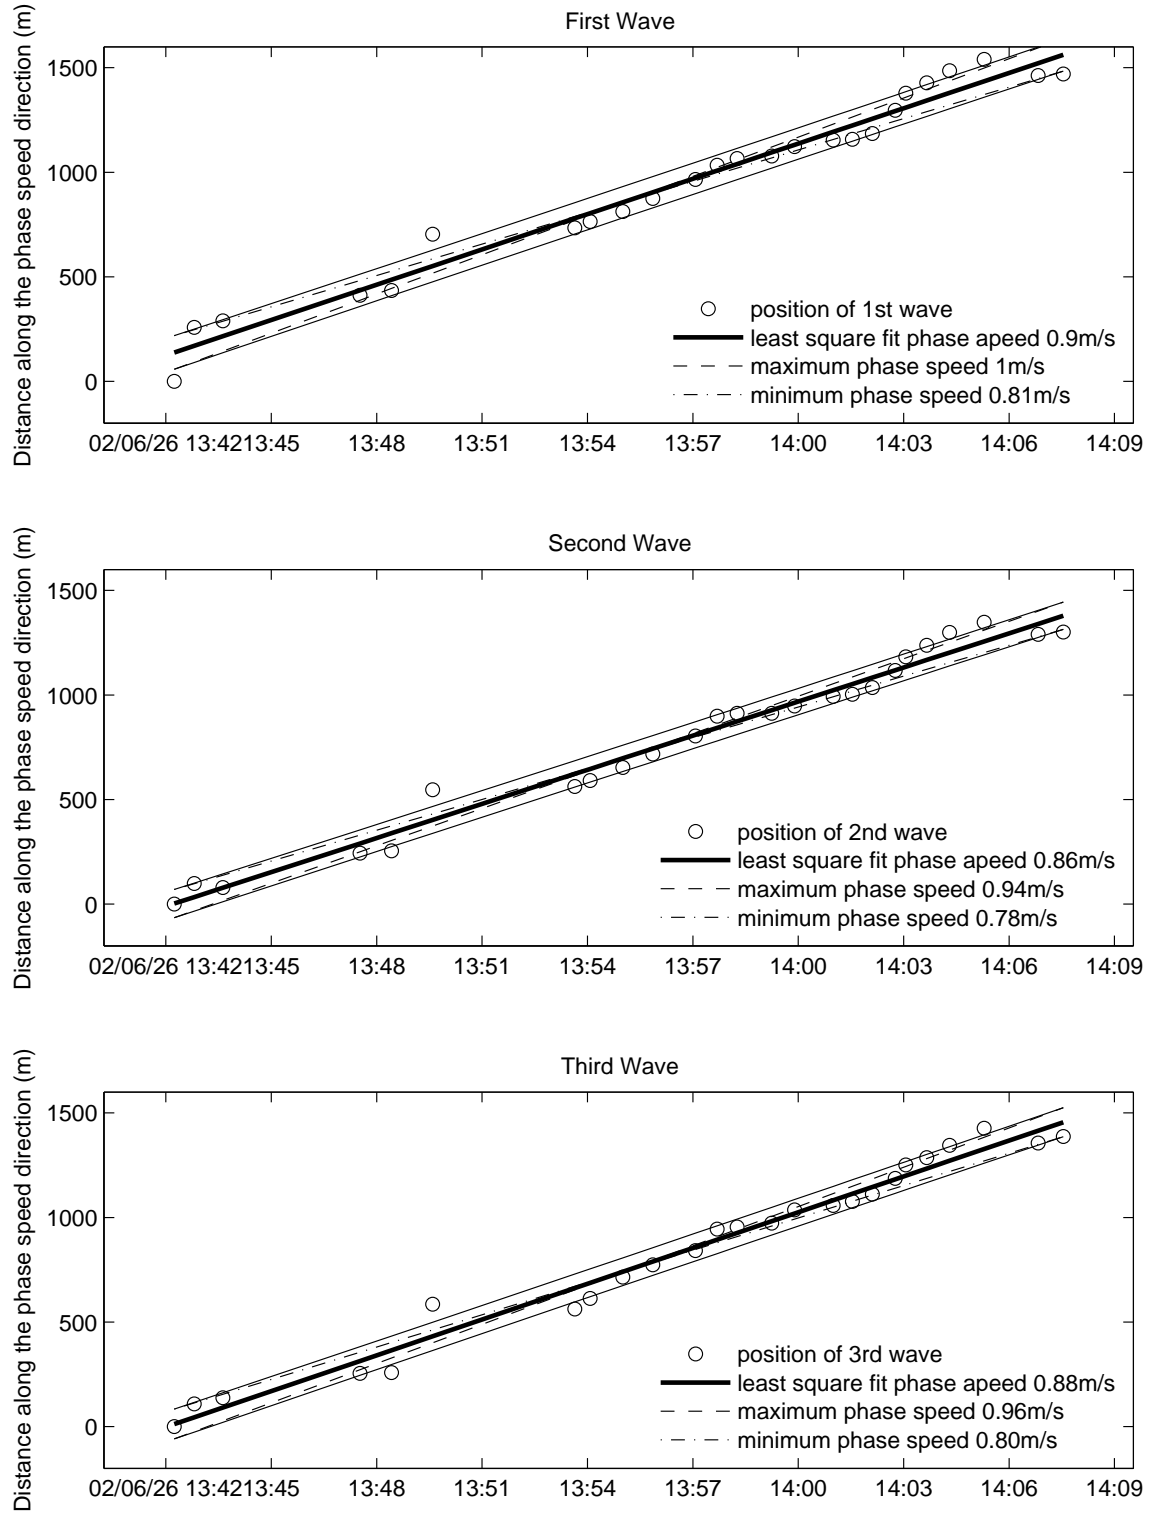 First Wave
Distance along the phase speed direction (m)
1500
1000
500
0
position of 1st wave
least square fit phase apeed 0.9m/s
maximum phase speed 1m/s
minimum phase speed 0.81m/s
02/06/26 13:42 13:45 13:48 13:51 13:54 13:57 14:00 14:03 14:06 14:09
Second Wave
Distance along the phase speed direction (m)
1500
1000
500
0
position of 2nd wave
least square fit phase apeed 0.86m/s
maximum phase speed 0.94m/s
minimum phase speed 0.78m/s
02/06/26 13:42 13:45 13:48 13:51 13:54 13:57 14:00 14:03 14:06 14:09
Third Wave
Distance along the phase speed direction (m)
1500
1000
500
0
position of 3rd wave
least square fit phase apeed 0.88m/s
maximum phase speed 0.96m/s
minimum phase speed 0.80m/s
02/06/26 13:42 13:45 13:48 13:51 13:54 13:57 14:00 14:03 14:06 14:09